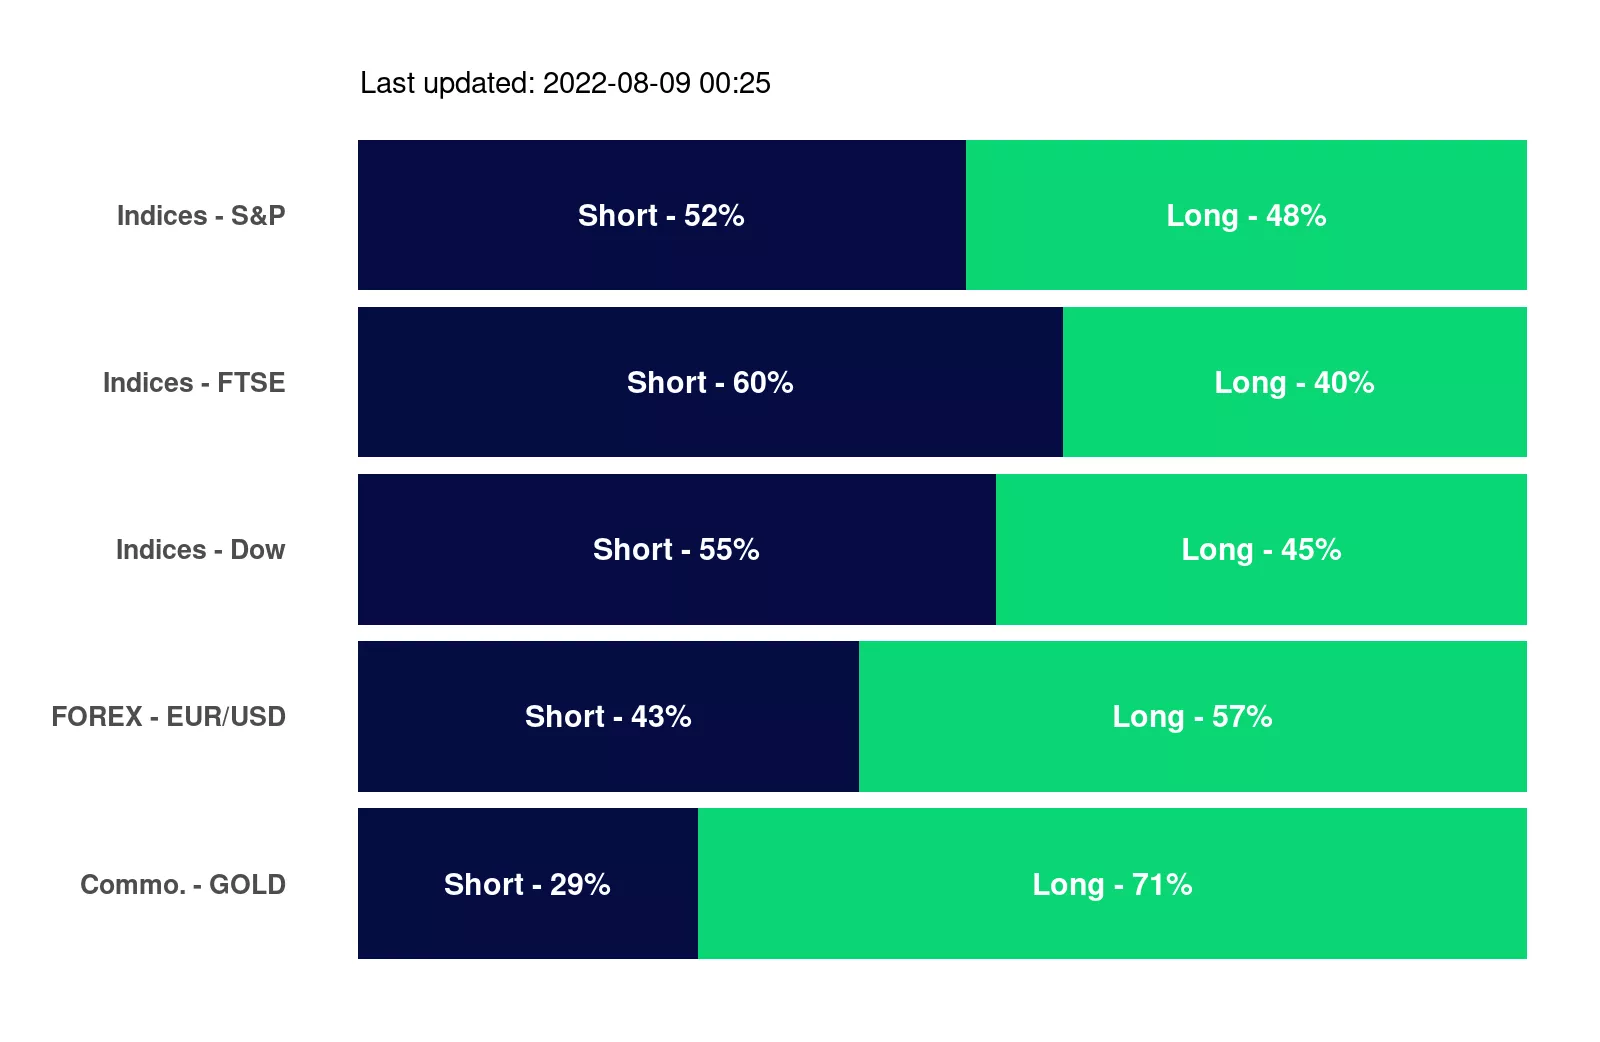 Last updated: 2022-08-09 00:25
Indices - S&P Short - 52% Long - 48%
Indices - FTSE Short - 60% Long - 40%
Indices - Dow Short - 55% Long - 45%
FOREX - EUR/USD Short - 43% Long - 57%
Commo. - GOLD Short - 29% Long - 71%